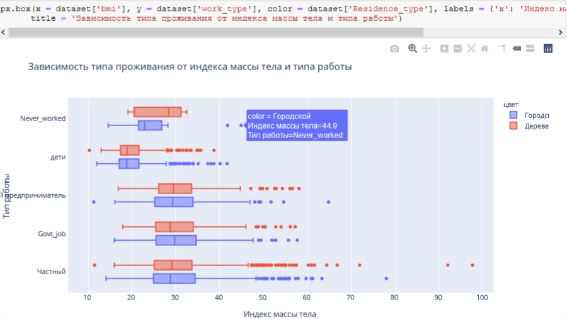 px.box(x = dataset['bmi'], y = dataset['work_type'], color = dataset['Residence_type'], labels = {'x': 'Индекс
title = 'Зависимость типа проживания от индекса массы тела и типа работы')
Зависимость типа проживания от индекса массы тела и типа работы
цвет
Never_worked
color = Городской
Индекс массы тела=44.9
Тип работы=Never_worked
дети
предприниматель
Govt_job
Частный
Тип работы
10 20 30 40 50 60 70 80 90 100
Индекс массы тела